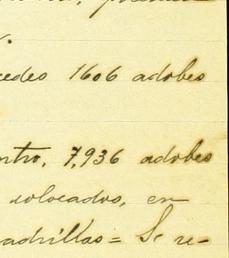 cedes 1606 adobes
ntro, 7,936 adobes
colocados, en
uadrillas = Se re-